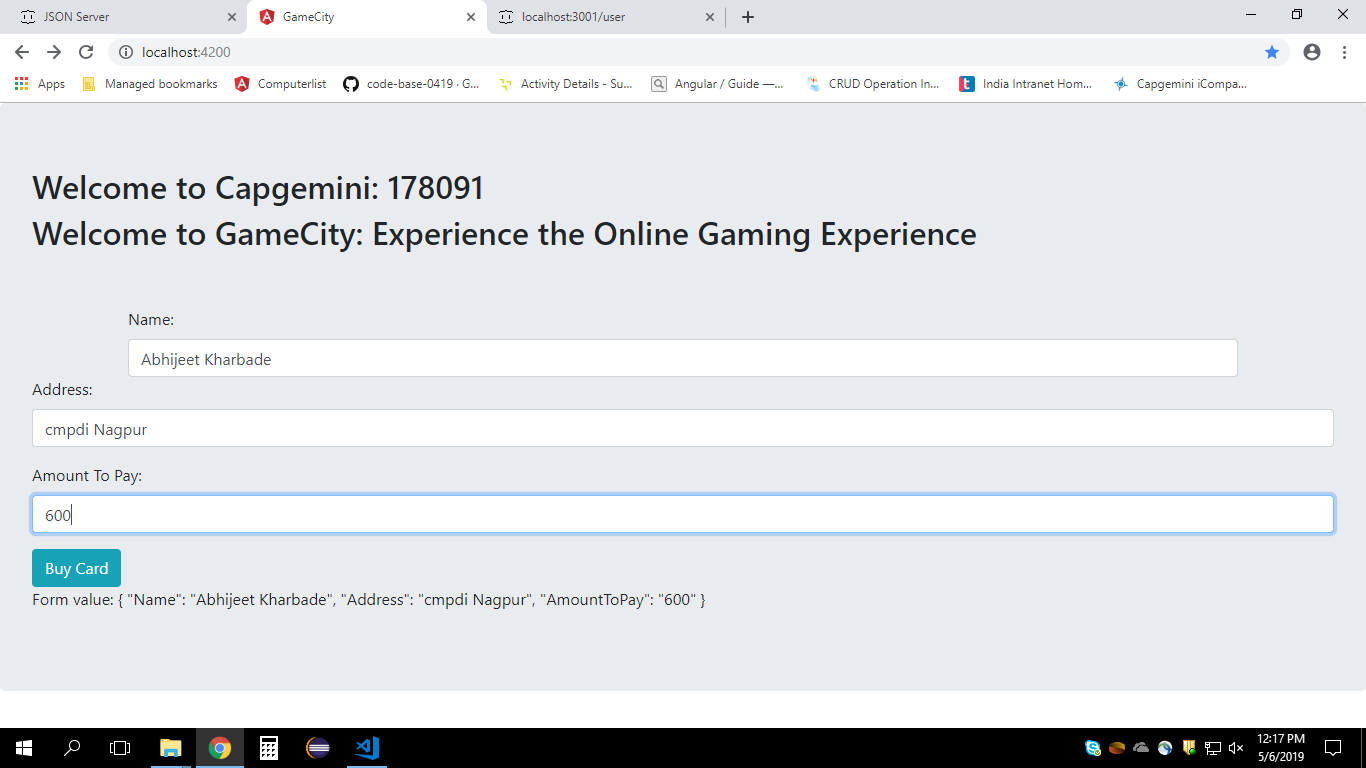 JSON Server
GameCity
localhost:3001/user
localhost:4200
Apps
Managed bookmarks
Computerlist
code-base-0419 · G...
Activity Details - Su...
Angular / Guide —...
CRUD Operation In...
India Intranet Hom...
Capgemini iCompa...
Welcome to Capgemini: 178091
Welcome to GameCity: Experience the Online Gaming Experience
Name:
Abhijeet Kharbade
Address:
cmpdi Nagpur
Amount To Pay:
600
Buy Card
Form value: { "Name": "Abhijeet Kharbade", "Address": "cmpdi Nagpur", "AmountToPay": "600" }
12:17 PM
5/6/2019